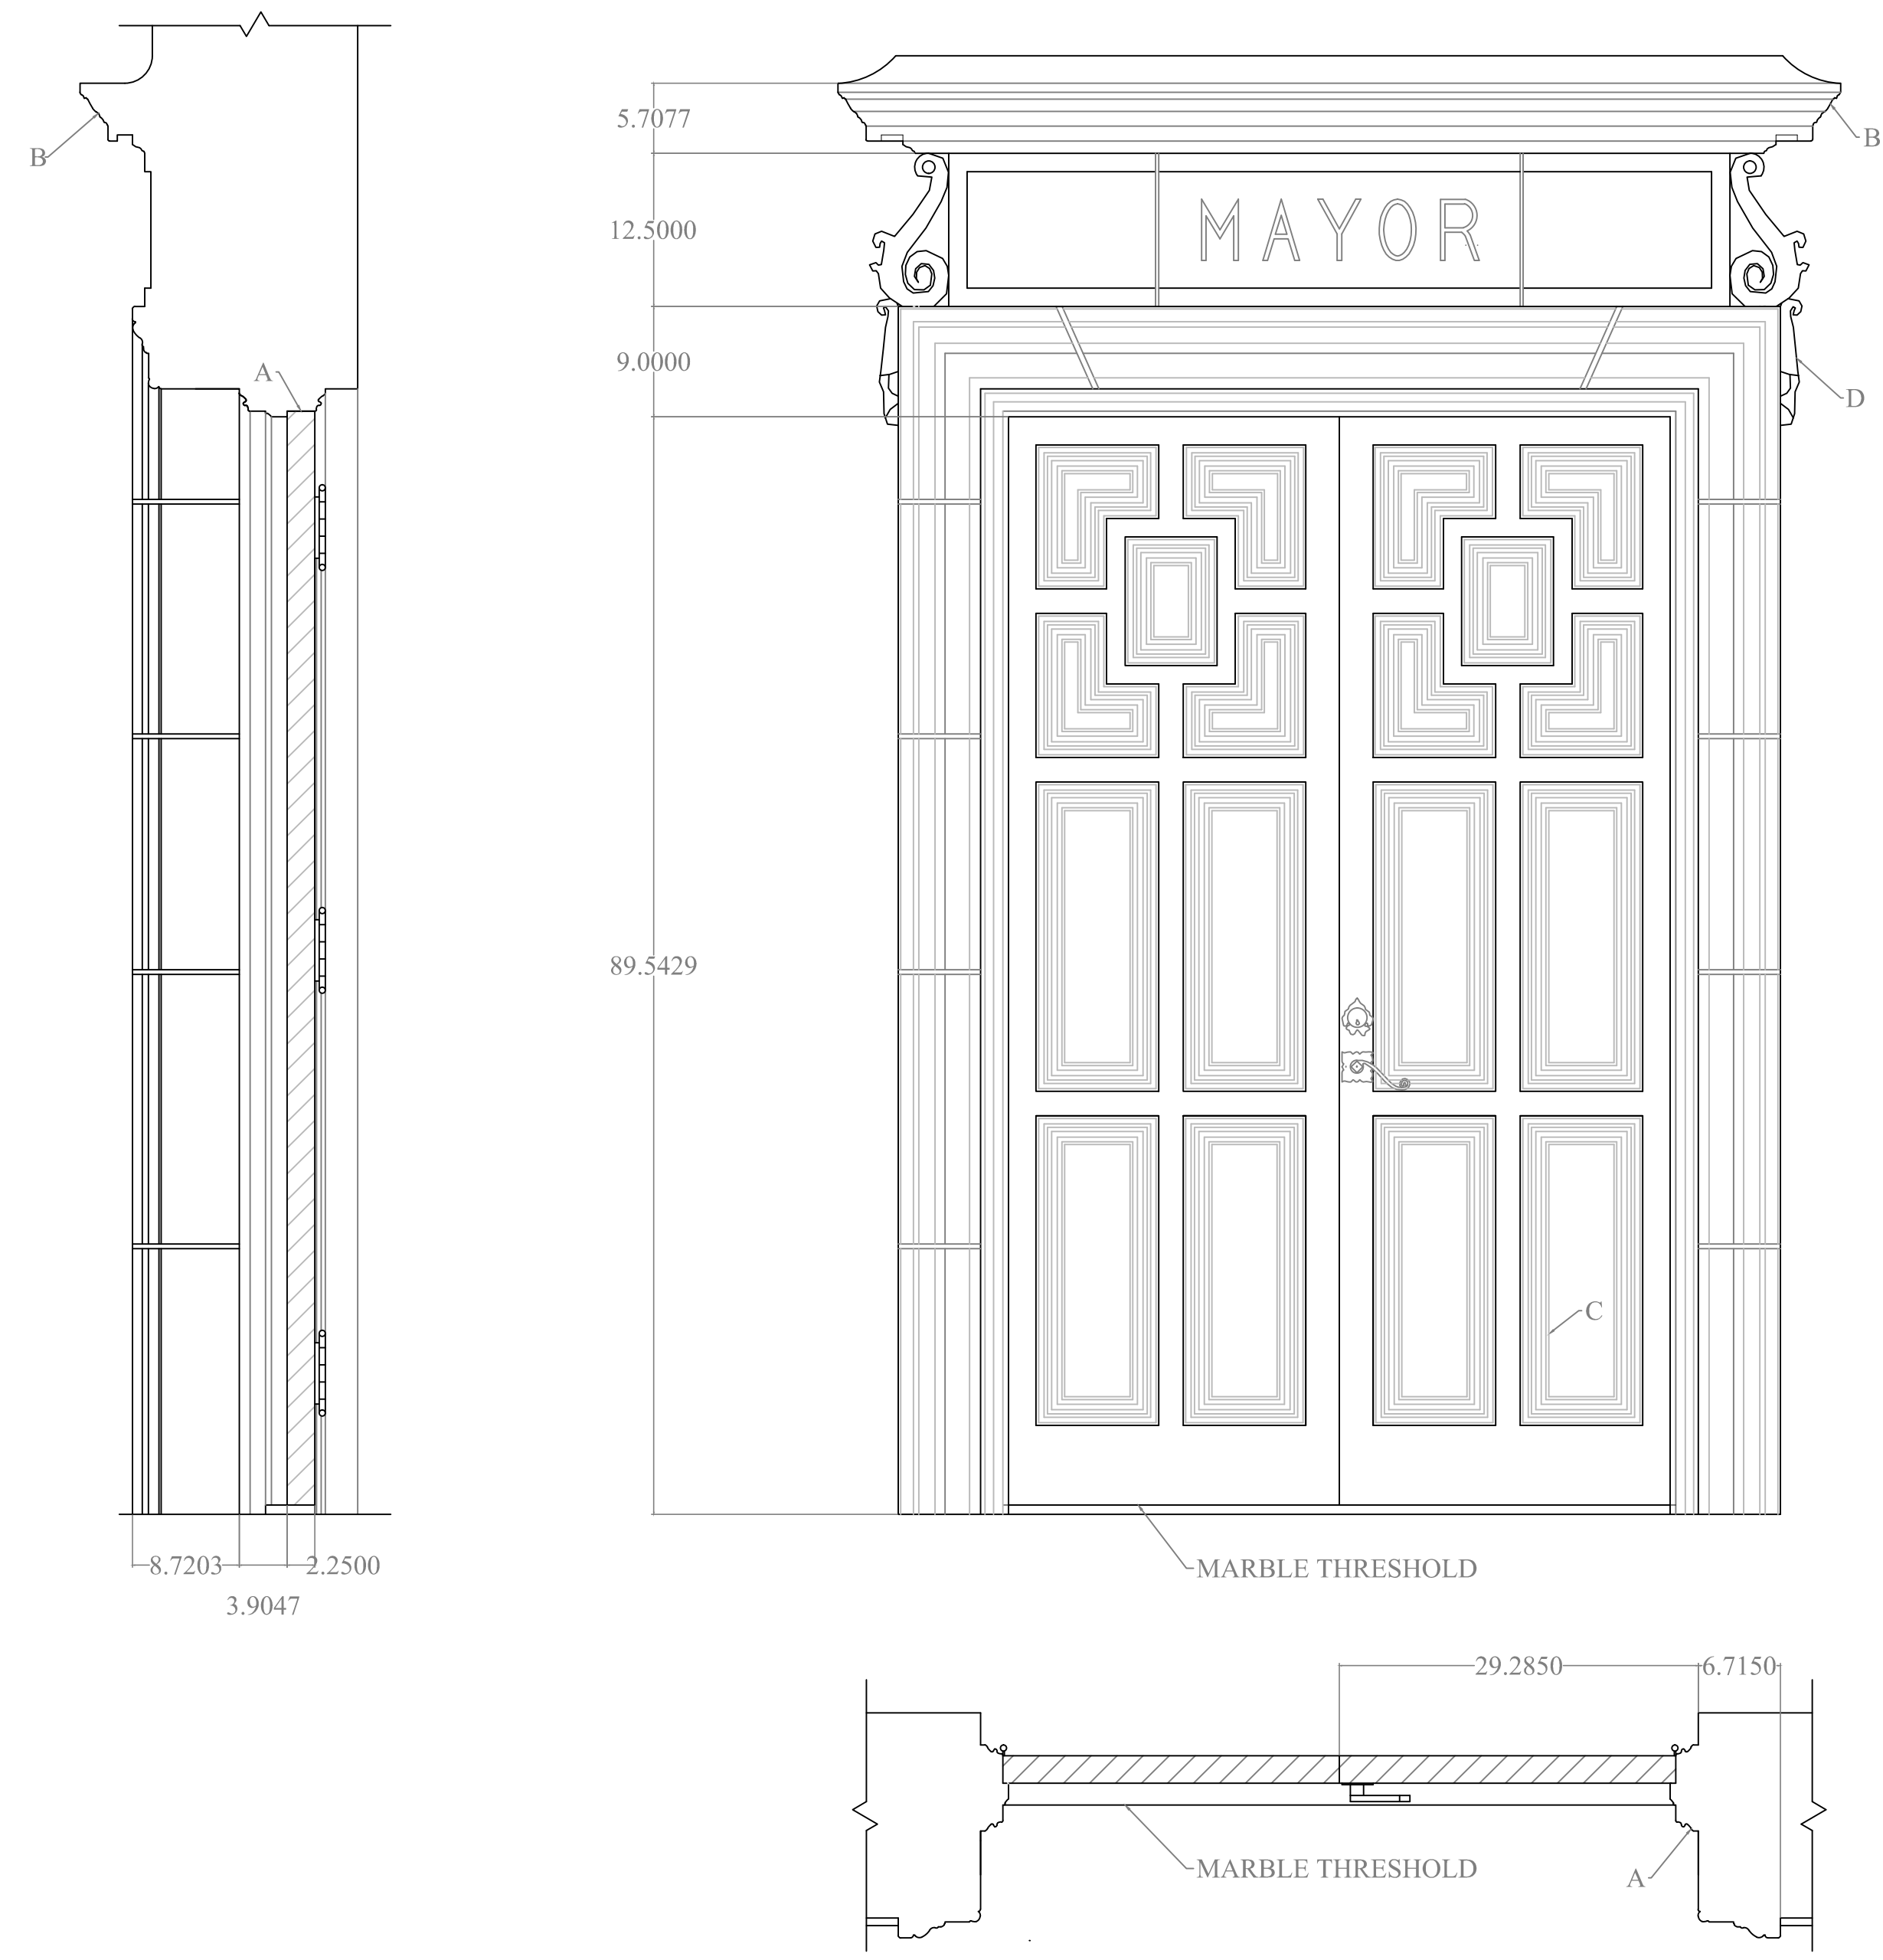 B
A
5.7077
12.5000
9.0000
89.5429
MAYOR
B
D
C
MARBLE THRESHOLD
8.7203
2.2500
3.9047
29.2850
6.7150
MARBLE THRESHOLD
A